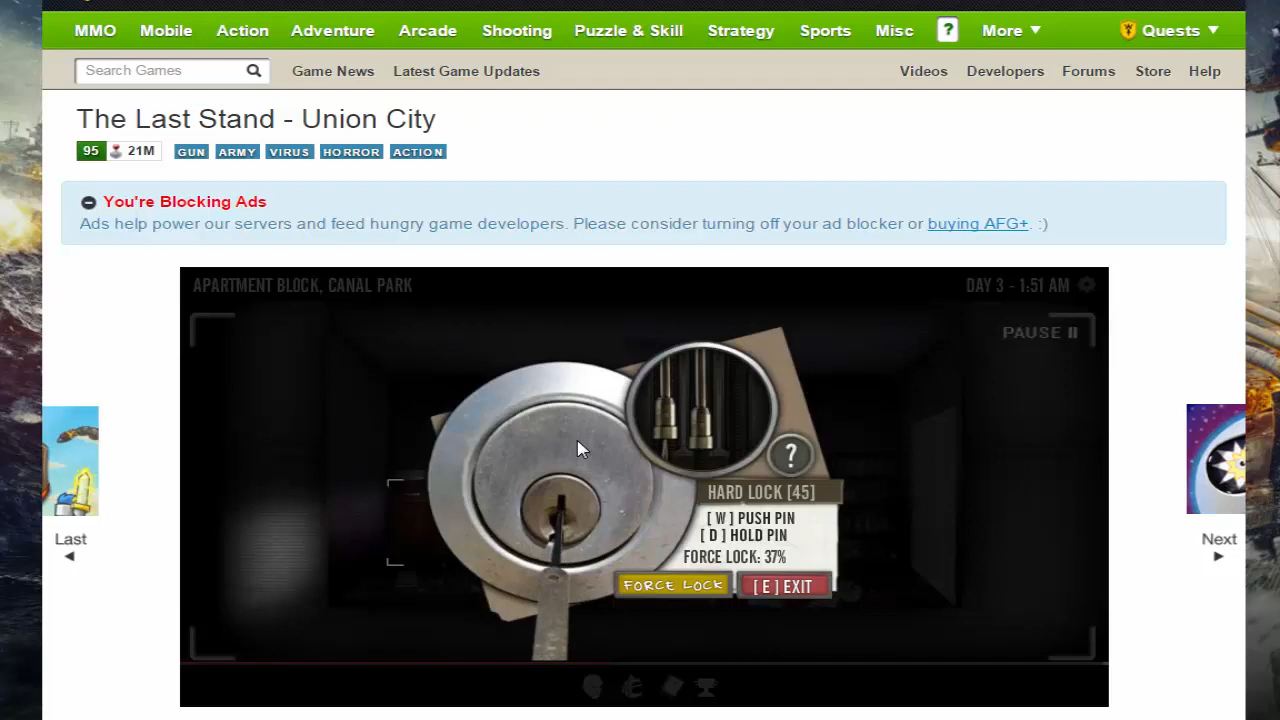 MMO Mobile Action Adventure Arcade Shooting Puzzle & Skill Strategy Sports Misc ? More Quests
Search Games Game News Latest Game Updates Videos Developers Forums Store Help
The Last Stand - Union City
95 21M GUN ARMY VIRUS HORROR ACTION
You're Blocking Ads
Ads help power our servers and feed hungry game developers. Please consider turning off your ad blocker or buying AFG+. :)
APARTMENT BLOCK, CANAL PARK DAY 3 - 1:51 AM
PAUSE
?
HARD LOCK [45]
[ W ] PUSH PIN
[ D ] HOLD PIN
FORCE LOCK: 37%
FORCE LOCK [ E ] EXIT
Last Next